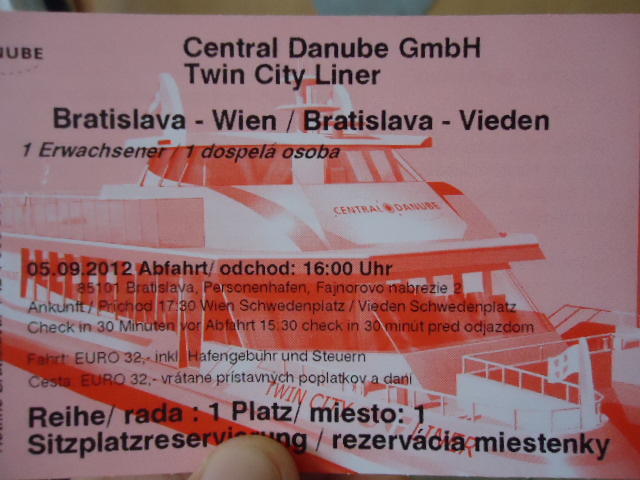 ANUBE
Central Danube GmbH
Twin City Liner
Bratislava - Wien / Bratislava - Vieden
1 Erwachsener / 1 dospelá osoba
CENTRAL DANUBE
05.09.2012 Abfahrt/ odchod: 16:00 Uhr
85101 Bratislava, Personenhafen, Fajnorovo nabrezie 2
Ankunft / Príchod 17:30 Wien Schwedenplatz / Vieden Schwedenplatz
Check in 30 Minuten vor Abfahrt 15:30 check in 30 minút pred odjazdom
Fahrt: EURO 32,- inkl. Hafengebühr und Steuern
Cesta: EURO 32,- vrátane prístavných poplatkov a daní
TWIN CITY LINER
Reihe/ rada : 1 Platz/ miesto: 1
Sitzplatzreservierung / rezervácia miestenky